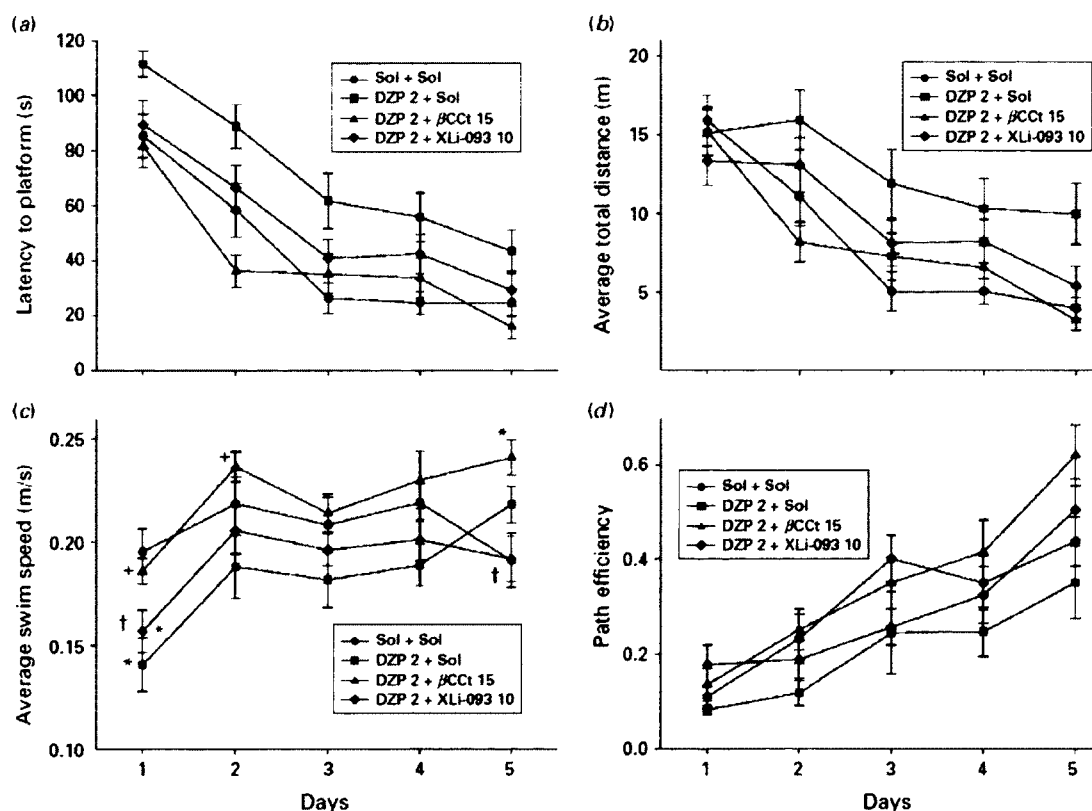 (a)
120
100
80
60
40
20
0
Latency to platform (s)
Sol + Sol
DZP 2 + Sol
DZP 2 + βCCt 15
DZP 2 + XLi-093 10
(b)
20
15
10
5
Average total distance (m)
Sol + Sol
DZP 2 + Sol
DZP 2 + βCCt 15
DZP 2 + XLi-093 10
(c)
0.25
0.20
0.15
0.10
Average swim speed (m/s)
+
†
*
*
+
*
†
Sol + Sol
DZP 2 + Sol
DZP 2 + βCCt 15
DZP 2 + XLi-093 10
1 2 3 4 5
Days
(d)
0.6
0.4
0.2
0.0
Path efficiency
Sol + Sol
DZP 2 + Sol
DZP 2 + βCCt 15
DZP 2 + XLi-093 10
1 2 3 4 5
Days